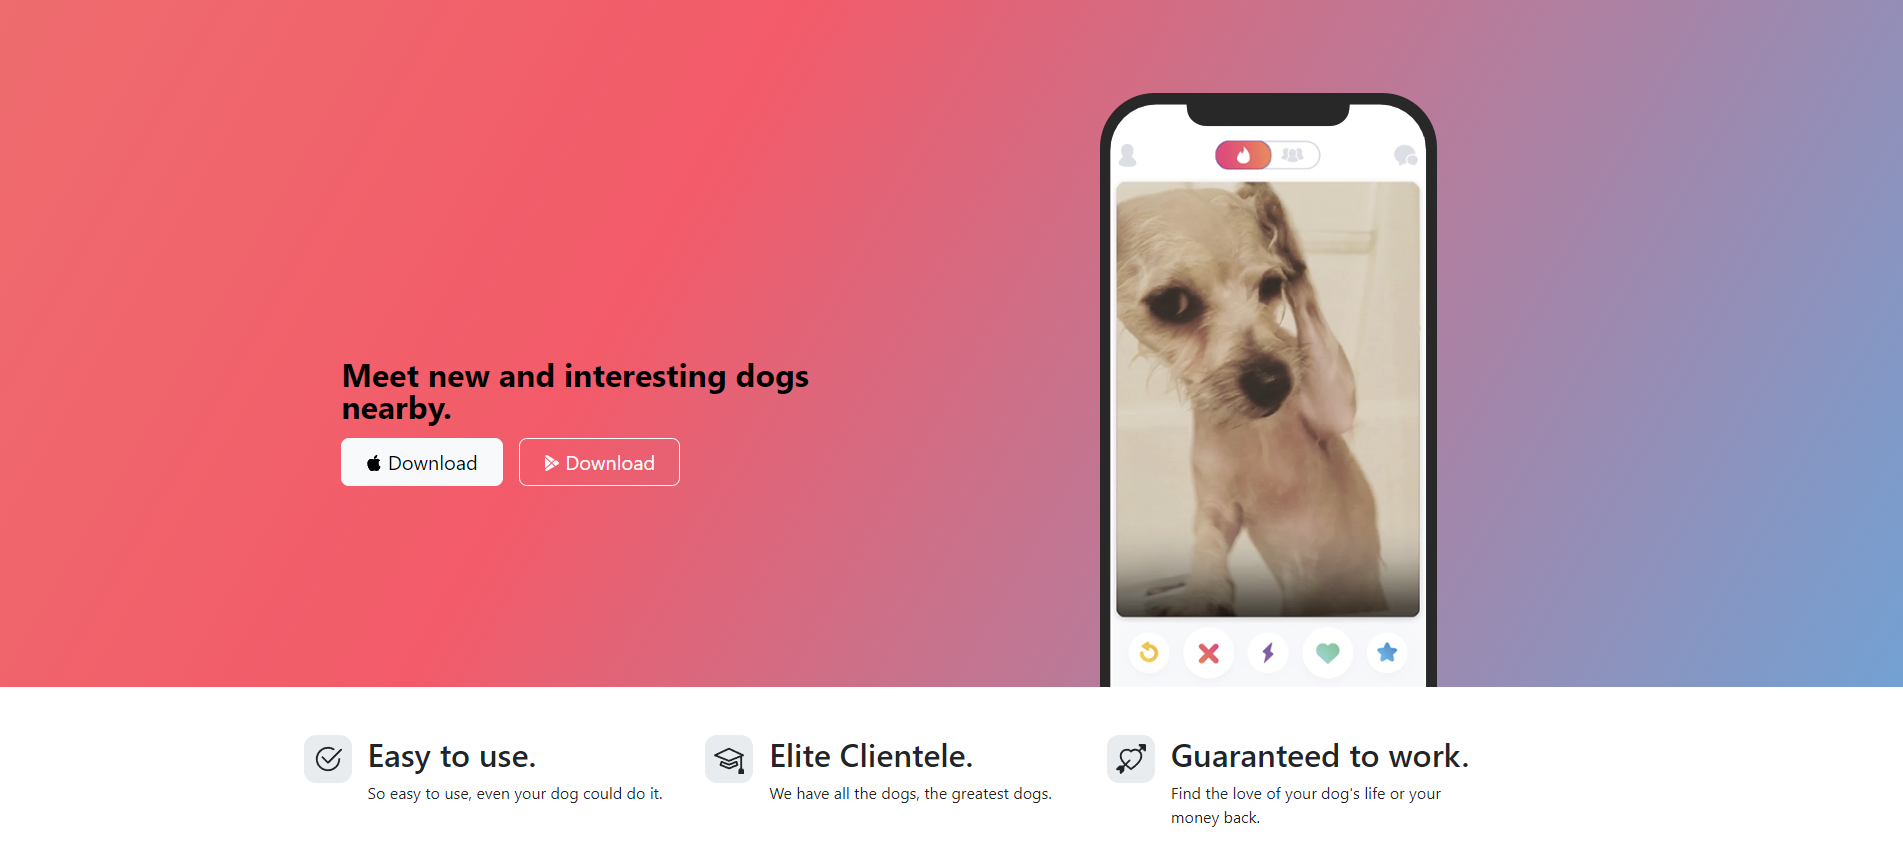 Meet new and interesting dogs
nearby.
Download
Download
Easy to use.
So easy to use, even your dog could do it.
Elite Clientele.
We have all the dogs, the greatest dogs.
Guaranteed to work.
Find the love of your dog's life or your
money back.